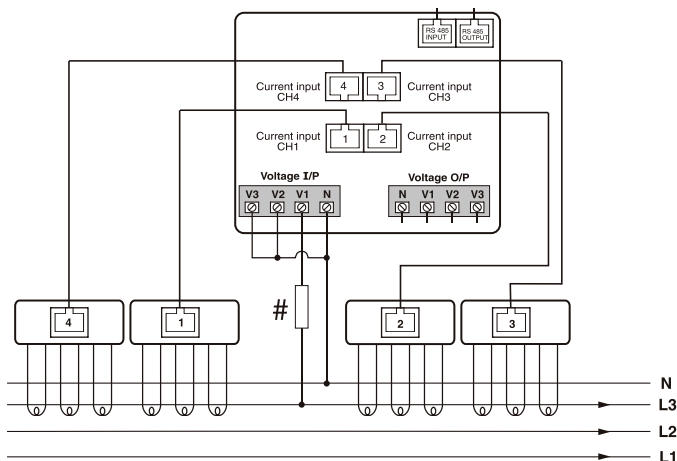 RS 485
INPUT
RS 485
OUTPUT
Current input
CH4
4
3
Current input
CH3
Current input
CH1
1
2
Current input
CH2
Voltage I/P
V3 V2 V1 N
Voltage O/P
N V1 V2 V3
#
4
1
2
3
N
L3
L2
L1